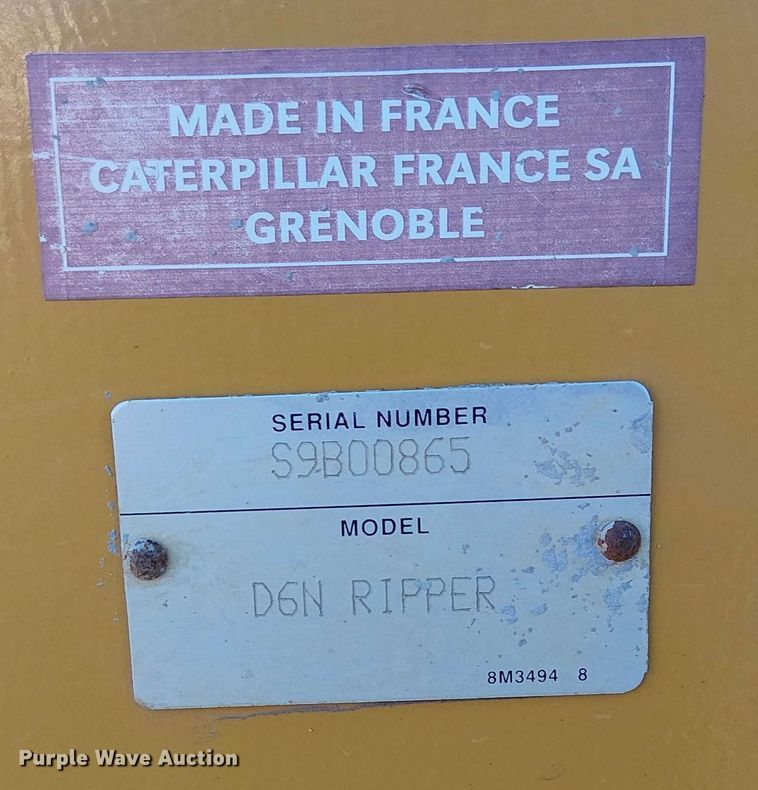 MADE IN FRANCE
CATERPILLAR FRANCE SA
GRENOBLE
SERIAL NUMBER
S9B00865
MODEL
D6N RIPPER
8M3494 8
Purple Wave Auction